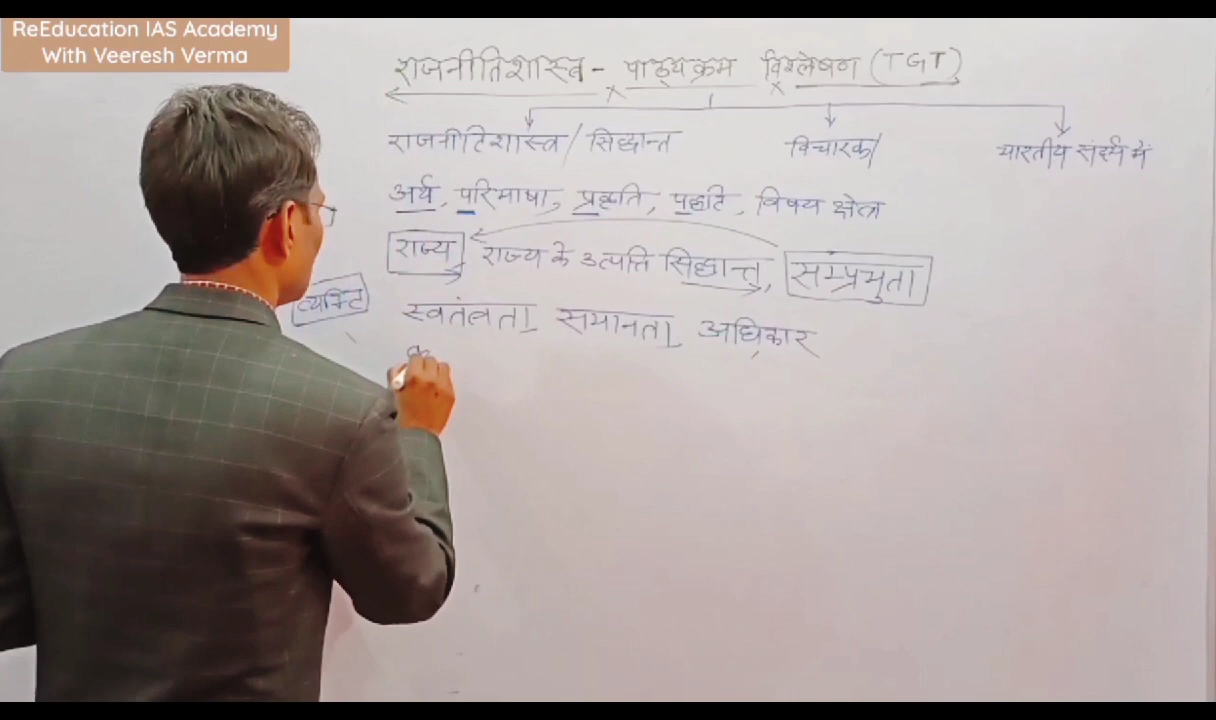 ReEducation IAS Academy
With Veeresh Verma
राजनीतिशास्त्र - पाठ्यक्रम विश्लेषण (TGT)
राजनीतिशास्त्र/ सिद्धान्त विचारक/ भारतीय संदर्भ में
अर्थ, परिभाषा, प्रकृति, पद्धति, विषय क्षेत्र
राज्य, राज्य के उत्पत्ति सिद्धान्त, सम्प्रभुता
व्यक्ति
स्वतंत्रता समानता अधिकार